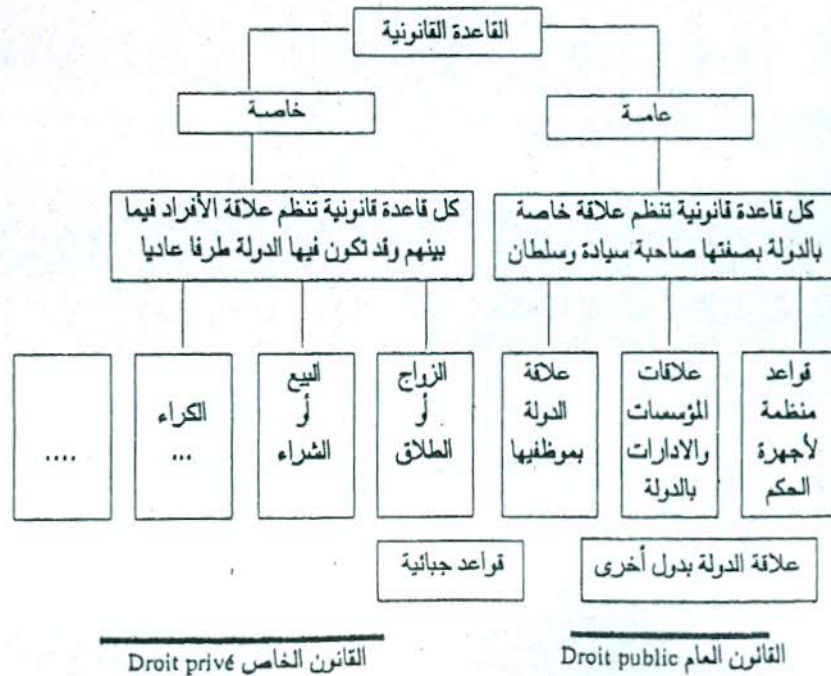 القاعدة القانونية
عامـة
خاصـة
كل قاعدة قانونية تنظم علاقة خاصة
بالدولة بصفتها صاحبة سيادة وسلطان
كل قاعدة قانونية تنظم علاقة الأفراد فيما
بينهم وقد تكون فيها الدولة طرفا عاديا
قواعد
منظمة
لأجهرة
الحكم
علاقات
المؤسسات
والادارات
بالدولة
علاقة
الدولة
بموظفيها
الزواج
أو
الطلاق
البيع
أو
الشراء
الكراء
...
....
علاقة الدولة بدول أخرى
قواعد جبائية
القانون العام Droit public
القانون الخاص Droit privé